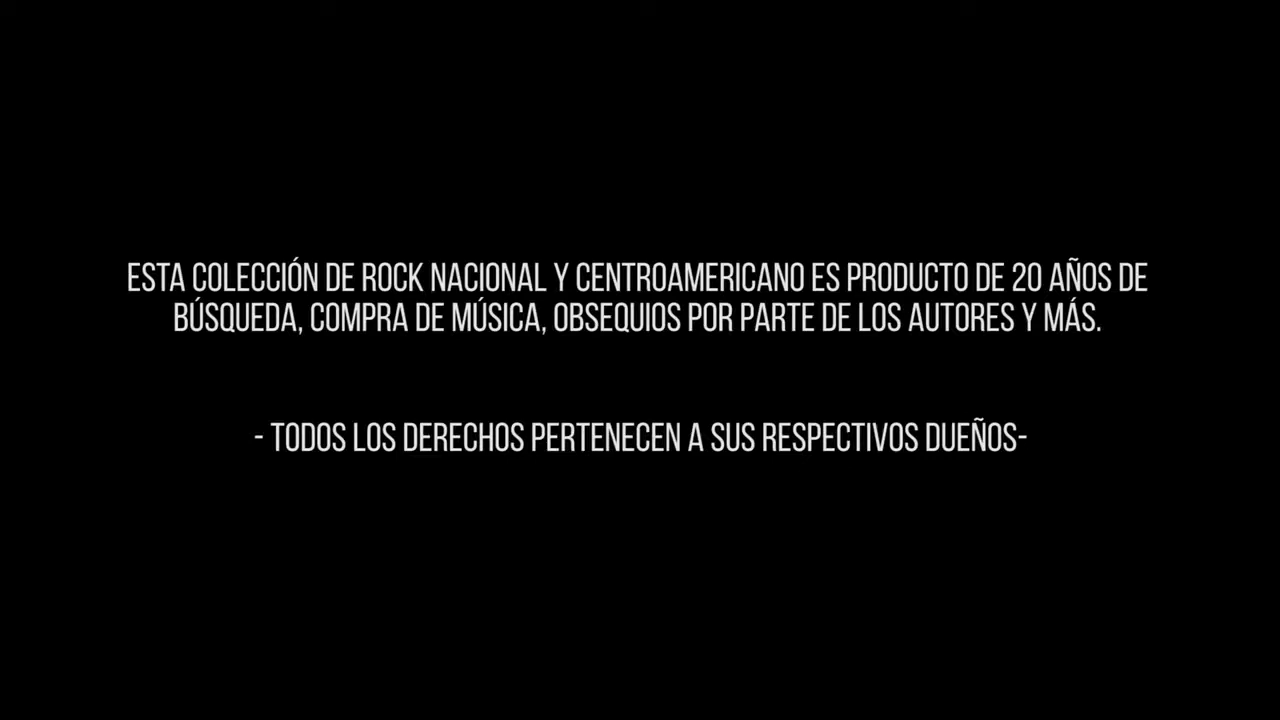 ESTA COLECCIÓN DE ROCK NACIONAL Y CENTROAMERICANO ES PRODUCTO DE 20 AÑOS DE
BÚSQUEDA, COMPRA DE MÚSICA, OBSEQUIOS POR PARTE DE LOS AUTORES Y MÁS.
- TODOS LOS DERECHOS PERTENECEN A SUS RESPECTIVOS DUEÑOS-